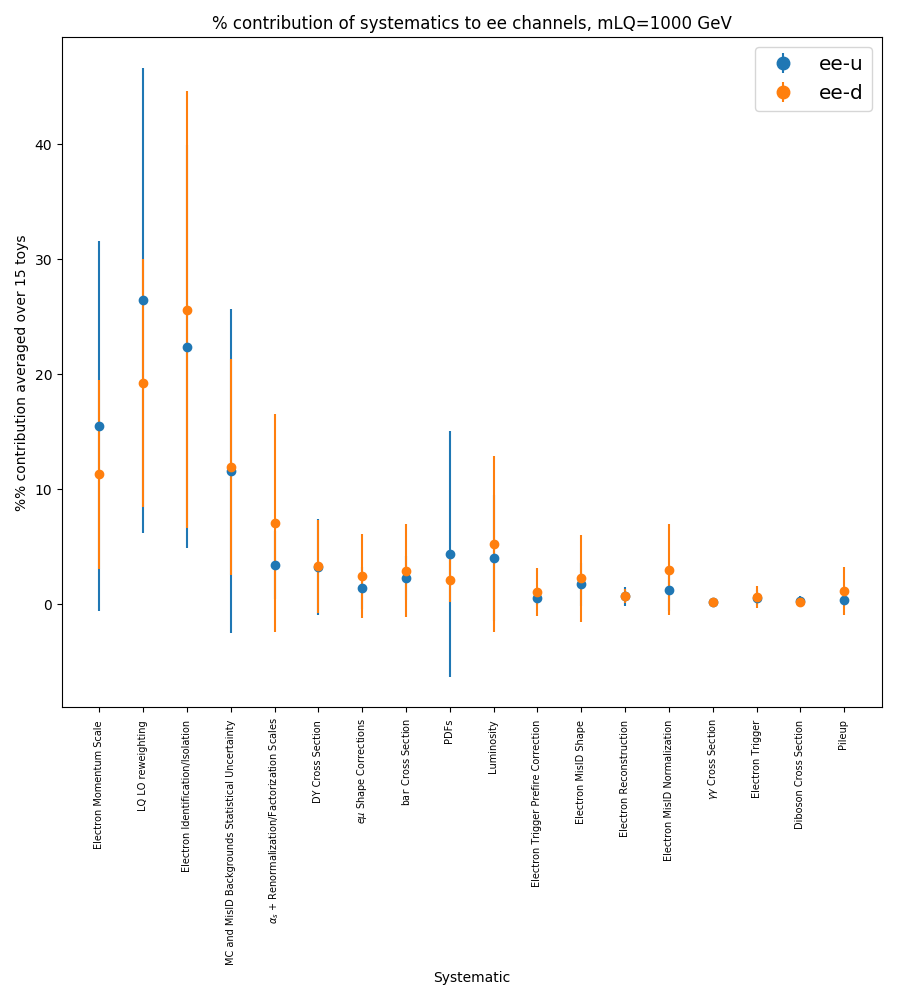 % contribution of systematics to ee channels, mLQ=1000 GeV
ee-u
ee-d
%% contribution averaged over 15 toys
40
30
20
10
0
Electron Momentum Scale
LQ LO reweighting
Electron Identification/Isolation
MC and MisID Backgrounds Statistical Uncertainty
αs + Renormalization/Factorization Scales
DY Cross Section
eμ Shape Corrections
bar Cross Section
PDFs
Luminosity
Electron Trigger Prefire Correction
Electron MisID Shape
Electron Reconstruction
Electron MisID Normalization
γγ Cross Section
Electron Trigger
Diboson Cross Section
Pileup
Systematic